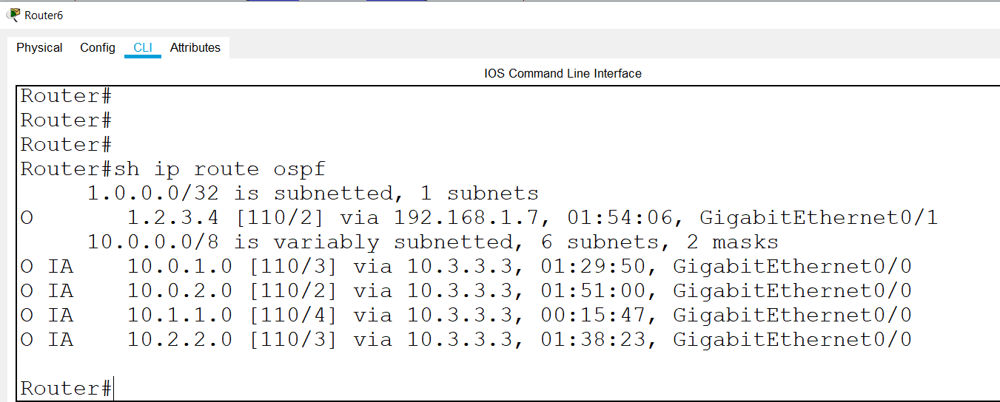 Router6
Physical Config CLI Attributes
IOS Command Line Interface
Router#
Router#
Router#
Router#sh ip route ospf
1.0.0.0/32 is subnetted, 1 subnets
O 1.2.3.4 [110/2] via 192.168.1.7, 01:54:06, GigabitEthernet0/1
10.0.0.0/8 is variably subnetted, 6 subnets, 2 masks
O IA 10.0.1.0 [110/3] via 10.3.3.3, 01:29:50, GigabitEthernet0/0
O IA 10.0.2.0 [110/2] via 10.3.3.3, 01:51:00, GigabitEthernet0/0
O IA 10.1.1.0 [110/4] via 10.3.3.3, 00:15:47, GigabitEthernet0/0
O IA 10.2.2.0 [110/3] via 10.3.3.3, 01:38:23, GigabitEthernet0/0
Router#